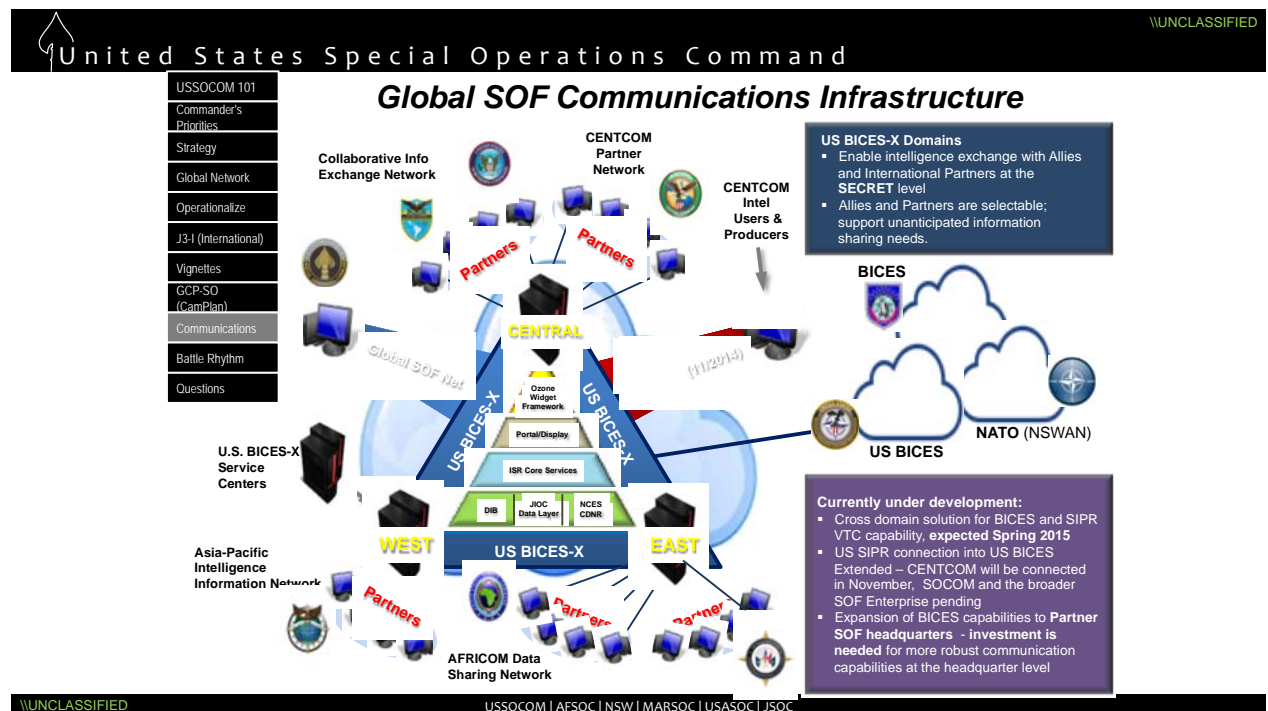 \\UNCLASSIFIED
United States Special Operations Command
USSOCOM 101
Commander's
Priorities
Strategy
Global Network
Operationalize
J3-I (International)
Vignettes
GCP-SO
(CamPlan)
Communications
Battle Rhythm
Questions
Global SOF Communications Infrastructure
Collaborative Info
Exchange Network
CENTCOM
Partner
Network
CENTCOM
Intel
Users &
Producers
Partners
Partners
CENTRAL
Global SOF Net
(11/2014)
US BICES-X
US BICES-X
Ozone
Widget
Framework
Portal/Display
ISR Core Services
DIB
JIOC
Data Layer
NCES
CDNR
U.S. BICES-X
Service
Centers
WEST
US BICES-X
EAST
Asia-Pacific
Intelligence
Information Network
Partners
Partners
Partner
AFRICOM Data
Sharing Network
US BICES-X Domains
▪ Enable intelligence exchange with Allies
and International Partners at the
SECRET level
▪ Allies and Partners are selectable;
support unanticipated information
sharing needs.
BICES
NATO (NSWAN)
US BICES
Currently under development:
▪ Cross domain solution for BICES and SIPR
VTC capability, expected Spring 2015
▪ US SIPR connection into US BICES
Extended – CENTCOM will be connected
in November, SOCOM and the broader
SOF Enterprise pending
▪ Expansion of BICES capabilities to Partner
SOF headquarters - investment is
needed for more robust communication
capabilities at the headquarter level
\\UNCLASSIFIED
USSOCOM | AFSOC | NSW | MARSOC | USASOC | JSOC